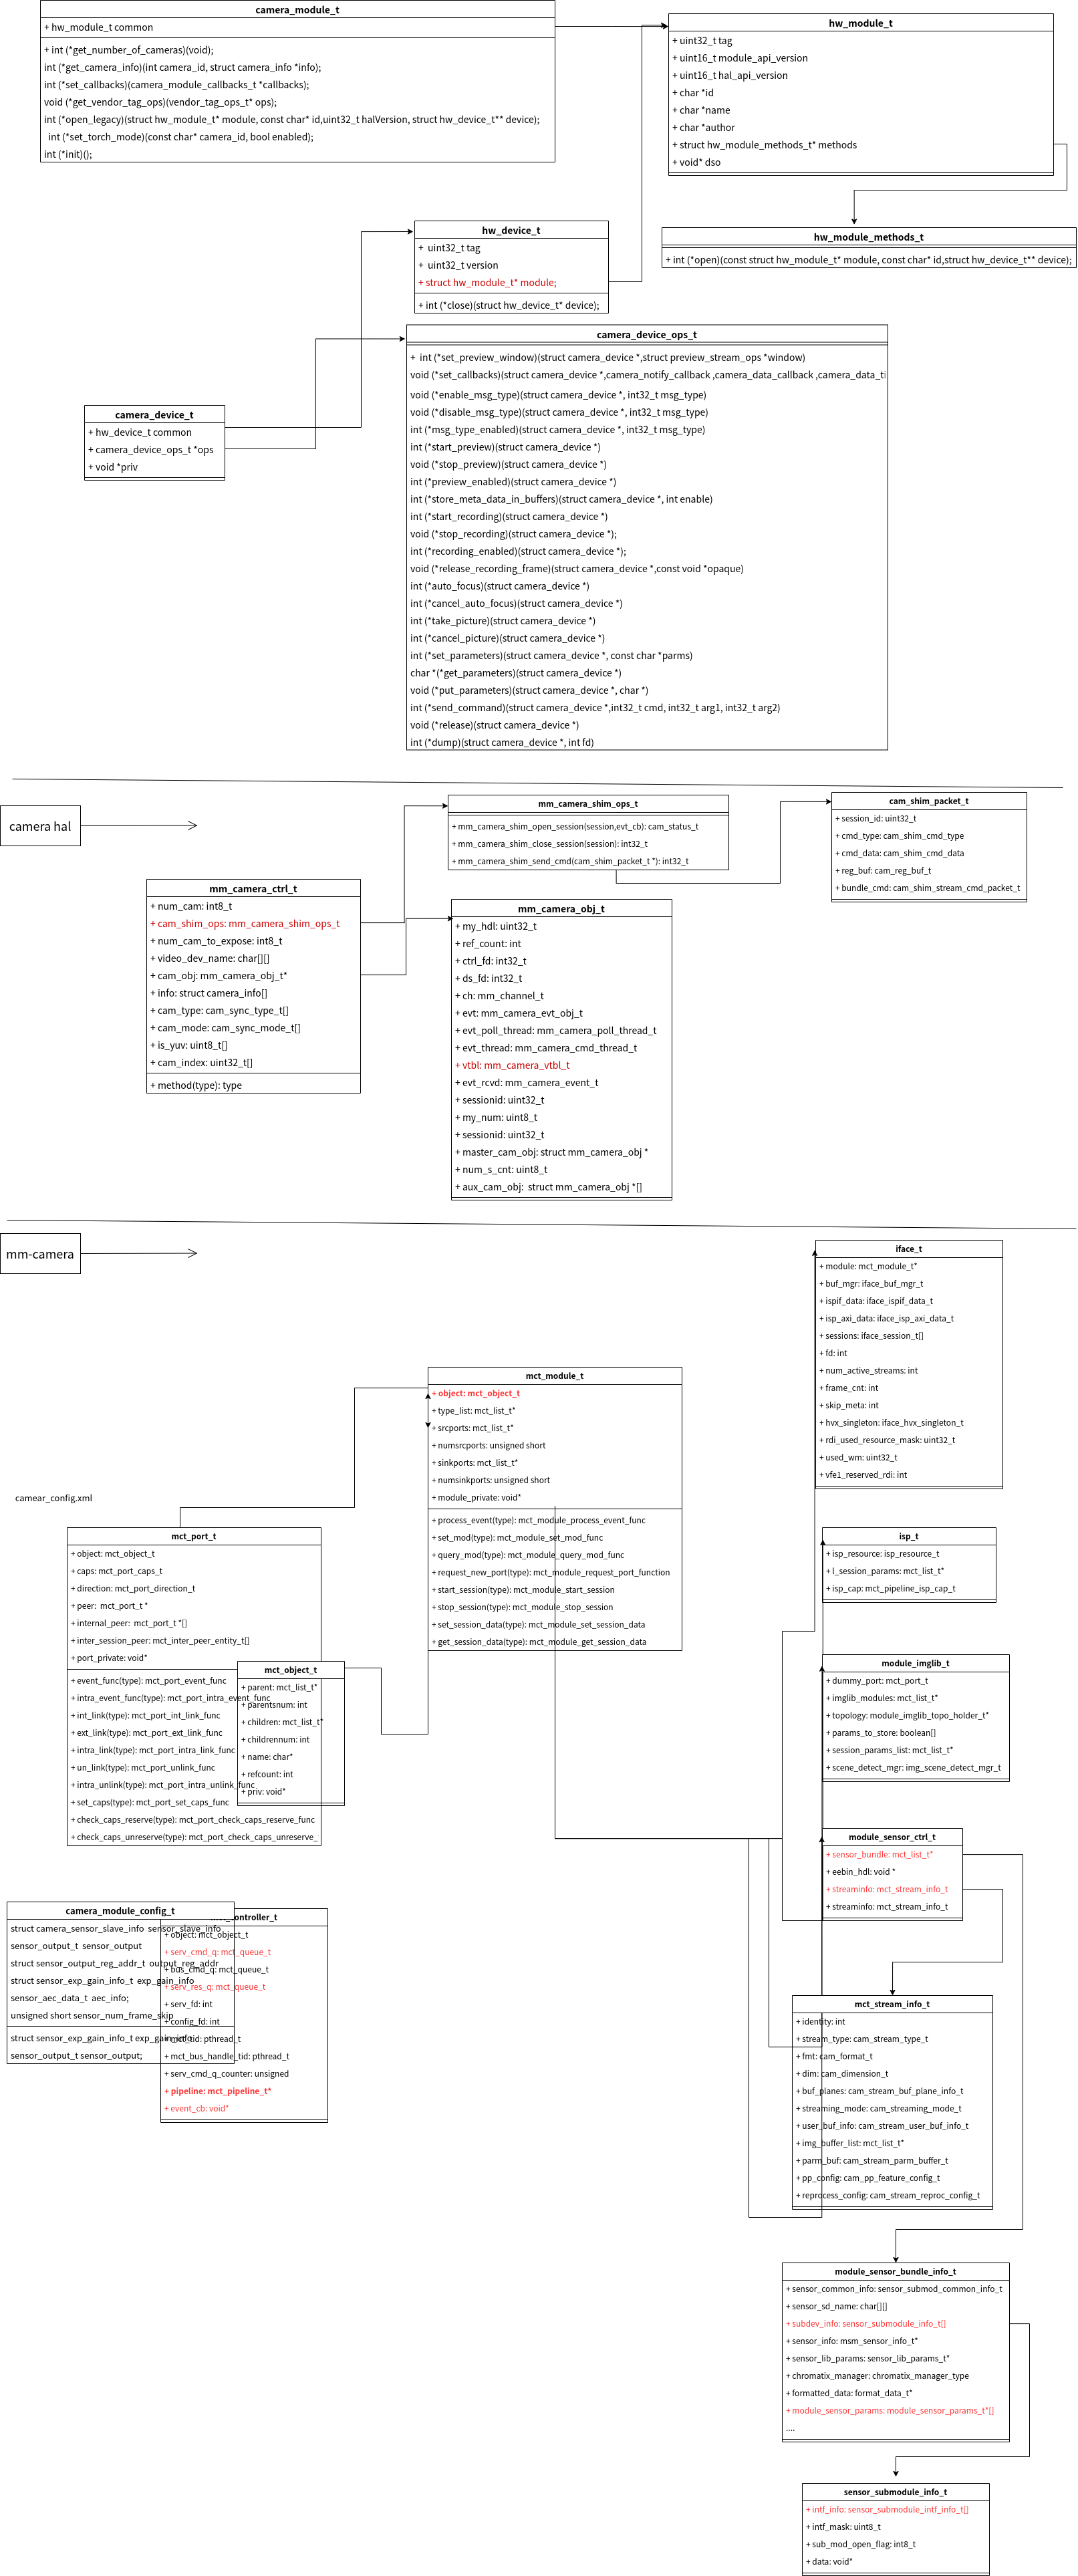 camera_module_t
+ hw_module_t common
+ int (*get_number_of_cameras)(void);
int (*get_camera_info)(int camera_id, struct camera_info *info);
int (*set_callbacks)(camera_module_callbacks_t *callbacks);
void (*get_vendor_tag_ops)(vendor_tag_ops_t* ops);
int (*open_legacy)(struct hw_module_t* module, const char* id,uint32_t halVersion, struct hw_device_t** device);
int (*set_torch_mode)(const char* camera_id, bool enabled);
int (*init)();
hw_module_t
+ uint32_t tag
+ uint16_t module_api_version
+ uint16_t hal_api_version
+ char *id
+ char *name
+ char *author
+ struct hw_module_methods_t* methods
+ void* dso
hw_device_t
+ uint32_t tag
+ uint32_t version
+ struct hw_module_t* module;
+ int (*close)(struct hw_device_t* device);
hw_module_methods_t
+ int (*open)(const struct hw_module_t* module, const char* id,struct hw_device_t** device);
camera_device_ops_t
+ int (*set_preview_window)(struct camera_device *,struct preview_stream_ops *window)
void (*set_callbacks)(struct camera_device *,camera_notify_callback ,camera_data_callback ,camera_data_ti
void (*enable_msg_type)(struct camera_device *, int32_t msg_type)
void (*disable_msg_type)(struct camera_device *, int32_t msg_type)
int (*msg_type_enabled)(struct camera_device *, int32_t msg_type)
int (*start_preview)(struct camera_device *)
void (*stop_preview)(struct camera_device *)
int (*preview_enabled)(struct camera_device *)
int (*store_meta_data_in_buffers)(struct camera_device *, int enable)
int (*start_recording)(struct camera_device *)
void (*stop_recording)(struct camera_device *);
int (*recording_enabled)(struct camera_device *);
void (*release_recording_frame)(struct camera_device *,const void *opaque)
int (*auto_focus)(struct camera_device *)
int (*cancel_auto_focus)(struct camera_device *)
int (*take_picture)(struct camera_device *)
int (*cancel_picture)(struct camera_device *)
int (*set_parameters)(struct camera_device *, const char *parms)
char *(*get_parameters)(struct camera_device *)
void (*put_parameters)(struct camera_device *, char *)
int (*send_command)(struct camera_device *,int32_t cmd, int32_t arg1, int32_t arg2)
void (*release)(struct camera_device *)
int (*dump)(struct camera_device *, int fd)
camera_device_t
+ hw_device_t common
+ camera_device_ops_t *ops
+ void *priv
camera hal
mm_camera_shim_ops_t
+ mm_camera_shim_open_session(session,evt_cb): cam_status_t
+ mm_camera_shim_close_session(session): int32_t
+ mm_camera_shim_send_cmd(cam_shim_packet_t *): int32_t
cam_shim_packet_t
+ session_id: uint32_t
+ cmd_type: cam_shim_cmd_type
+ cmd_data: cam_shim_cmd_data
+ reg_buf: cam_reg_buf_t
+ bundle_cmd: cam_shim_stream_cmd_packet_t
mm_camera_ctrl_t
+ num_cam: int8_t
+ cam_shim_ops: mm_camera_shim_ops_t
+ num_cam_to_expose: int8_t
+ video_dev_name: char[][]
+ cam_obj: mm_camera_obj_t*
+ info: struct camera_info[]
+ cam_type: cam_sync_type_t[]
+ cam_mode: cam_sync_mode_t[]
+ is_yuv: uint8_t[]
+ cam_index: uint32_t[]
+ method(type): type
mm_camera_obj_t
+ my_hdl: uint32_t
+ ref_count: int
+ ctrl_fd: int32_t
+ ds_fd: int32_t
+ ch: mm_channel_t
+ evt: mm_camera_evt_obj_t
+ evt_poll_thread: mm_camera_poll_thread_t
+ evt_thread: mm_camera_cmd_thread_t
+ vtbl: mm_camera_vtbl_t
+ evt_rcvd: mm_camera_event_t
+ sessionid: uint32_t
+ my_num: uint8_t
+ sessionid: uint32_t
+ master_cam_obj: struct mm_camera_obj *
+ num_s_cnt: uint8_t
+ aux_cam_obj: struct mm_camera_obj *[]
mm-camera
iface_t
+ module: mct_module_t*
+ buf_mgr: iface_buf_mgr_t
+ ispif_data: iface_ispif_data_t
+ isp_axi_data: iface_isp_axi_data_t
+ sessions: iface_session_t[]
+ fd: int
+ num_active_streams: int
+ frame_cnt: int
+ skip_meta: int
+ hvx_singleton: iface_hvx_singleton_t
+ rdi_used_resource_mask: uint32_t
+ used_wm: uint32_t
+ vfe1_reserved_rdi: int
mct_module_t
+ object: mct_object_t
+ type_list: mct_list_t*
+ srcports: mct_list_t*
+ numsrcports: unsigned short
+ sinkports: mct_list_t*
+ numsinkports: unsigned short
+ module_private: void*
+ process_event(type): mct_module_process_event_func
+ set_mod(type): mct_module_set_mod_func
+ query_mod(type): mct_module_query_mod_func
+ request_new_port(type): mct_module_request_port_function
+ start_session(type): mct_module_start_session
+ stop_session(type): mct_module_stop_session
+ set_session_data(type): mct_module_set_session_data
+ get_session_data(type): mct_module_get_session_data
camear_config.xml
mct_port_t
+ object: mct_object_t
+ caps: mct_port_caps_t
+ direction: mct_port_direction_t
+ peer: mct_port_t *
+ internal_peer: mct_port_t *[]
+ inter_session_peer: mct_inter_peer_entity_t[]
+ port_private: void*
+ event_func(type): mct_port_event_func
+ intra_event_func(type): mct_port_intra_event_func
+ int_link(type): mct_port_int_link_func
+ ext_link(type): mct_port_ext_link_func
+ intra_link(type): mct_port_intra_link_func
+ un_link(type): mct_port_unlink_func
+ intra_unlink(type): mct_port_intra_unlink_func
+ set_caps(type): mct_port_set_caps_func
+ check_caps_reserve(type): mct_port_check_caps_reserve_func
+ check_caps_unreserve(type): mct_port_check_caps_unreserve_
mct_object_t
+ parent: mct_list_t*
+ parentsnum: int
+ children: mct_list_t*
+ childrennum: int
+ name: char*
+ refcount: int
+ priv: void*
isp_t
+ isp_resource: isp_resource_t
+ l_session_params: mct_list_t*
+ isp_cap: mct_pipeline_isp_cap_t
module_imglib_t
+ dummy_port: mct_port_t
+ imglib_modules: mct_list_t*
+ topology: module_imglib_topo_holder_t*
+ params_to_store: boolean[]
+ session_params_list: mct_list_t*
+ scene_detect_mgr: img_scene_detect_mgr_t
module_sensor_ctrl_t
+ sensor_bundle: mct_list_t*
+ eebin_hdl: void *
+ streaminfo: mct_stream_info_t
+ streaminfo: mct_stream_info_t
camera_module_config_t
struct camera_sensor_slave_info sensor_slave_info
sensor_output_t sensor_output
struct sensor_output_reg_addr_t output_reg_addr
struct sensor_exp_gain_info_t exp_gain_info
sensor_aec_data_t aec_info;
unsigned short sensor_num_frame_skip
struct sensor_exp_gain_info_t exp_gain_info
sensor_output_t sensor_output;
mct_controller_t
+ object: mct_object_t
+ serv_cmd_q: mct_queue_t
+ bus_cmd_q: mct_queue_t
+ serv_res_q: mct_queue_t
+ serv_fd: int
+ config_fd: int
+ mct_tid: pthread_t
+ mct_bus_handle_tid: pthread_t
+ serv_cmd_q_counter: unsigned
+ pipeline: mct_pipeline_t*
+ event_cb: void*
mct_stream_info_t
+ identity: int
+ stream_type: cam_stream_type_t
+ fmt: cam_format_t
+ dim: cam_dimension_t
+ buf_planes: cam_stream_buf_plane_info_t
+ streaming_mode: cam_streaming_mode_t
+ user_buf_info: cam_stream_user_buf_info_t
+ img_buffer_list: mct_list_t*
+ parm_buf: cam_stream_parm_buffer_t
+ pp_config: cam_pp_feature_config_t
+ reprocess_config: cam_stream_reproc_config_t
module_sensor_bundle_info_t
+ sensor_common_info: sensor_submod_common_info_t
+ sensor_sd_name: char[][]
+ subdev_info: sensor_submodule_info_t[]
+ sensor_info: msm_sensor_info_t*
+ sensor_lib_params: sensor_lib_params_t*
+ chromatix_manager: chromatix_manager_type
+ formatted_data: format_data_t*
+ module_sensor_params: module_sensor_params_t*[]
....
sensor_submodule_info_t
+ intf_info: sensor_submodule_intf_info_t[]
+ intf_mask: uint8_t
+ sub_mod_open_flag: int8_t
+ data: void*